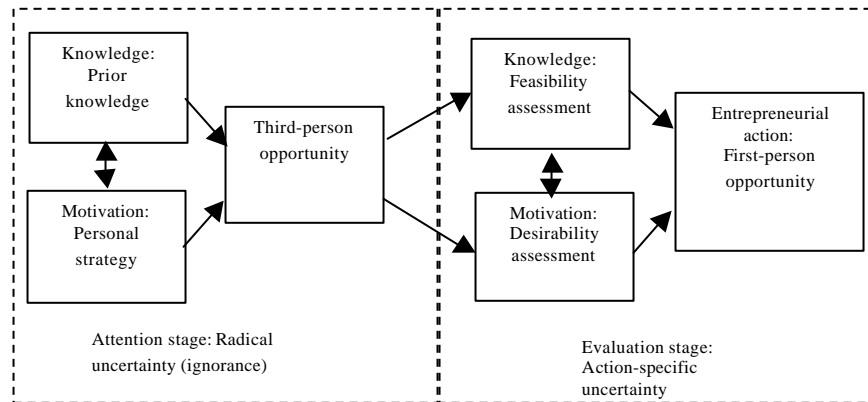 Knowledge:
Prior
knowledge
Motivation:
Personal
strategy
Third-person
opportunity
Attention stage: Radical
uncertainty (ignorance)
Knowledge:
Feasibility
assessment
Motivation:
Desirability
assessment
Entrepreneurial
action:
First-person
opportunity
Evaluation stage:
Action-specific
uncertainty